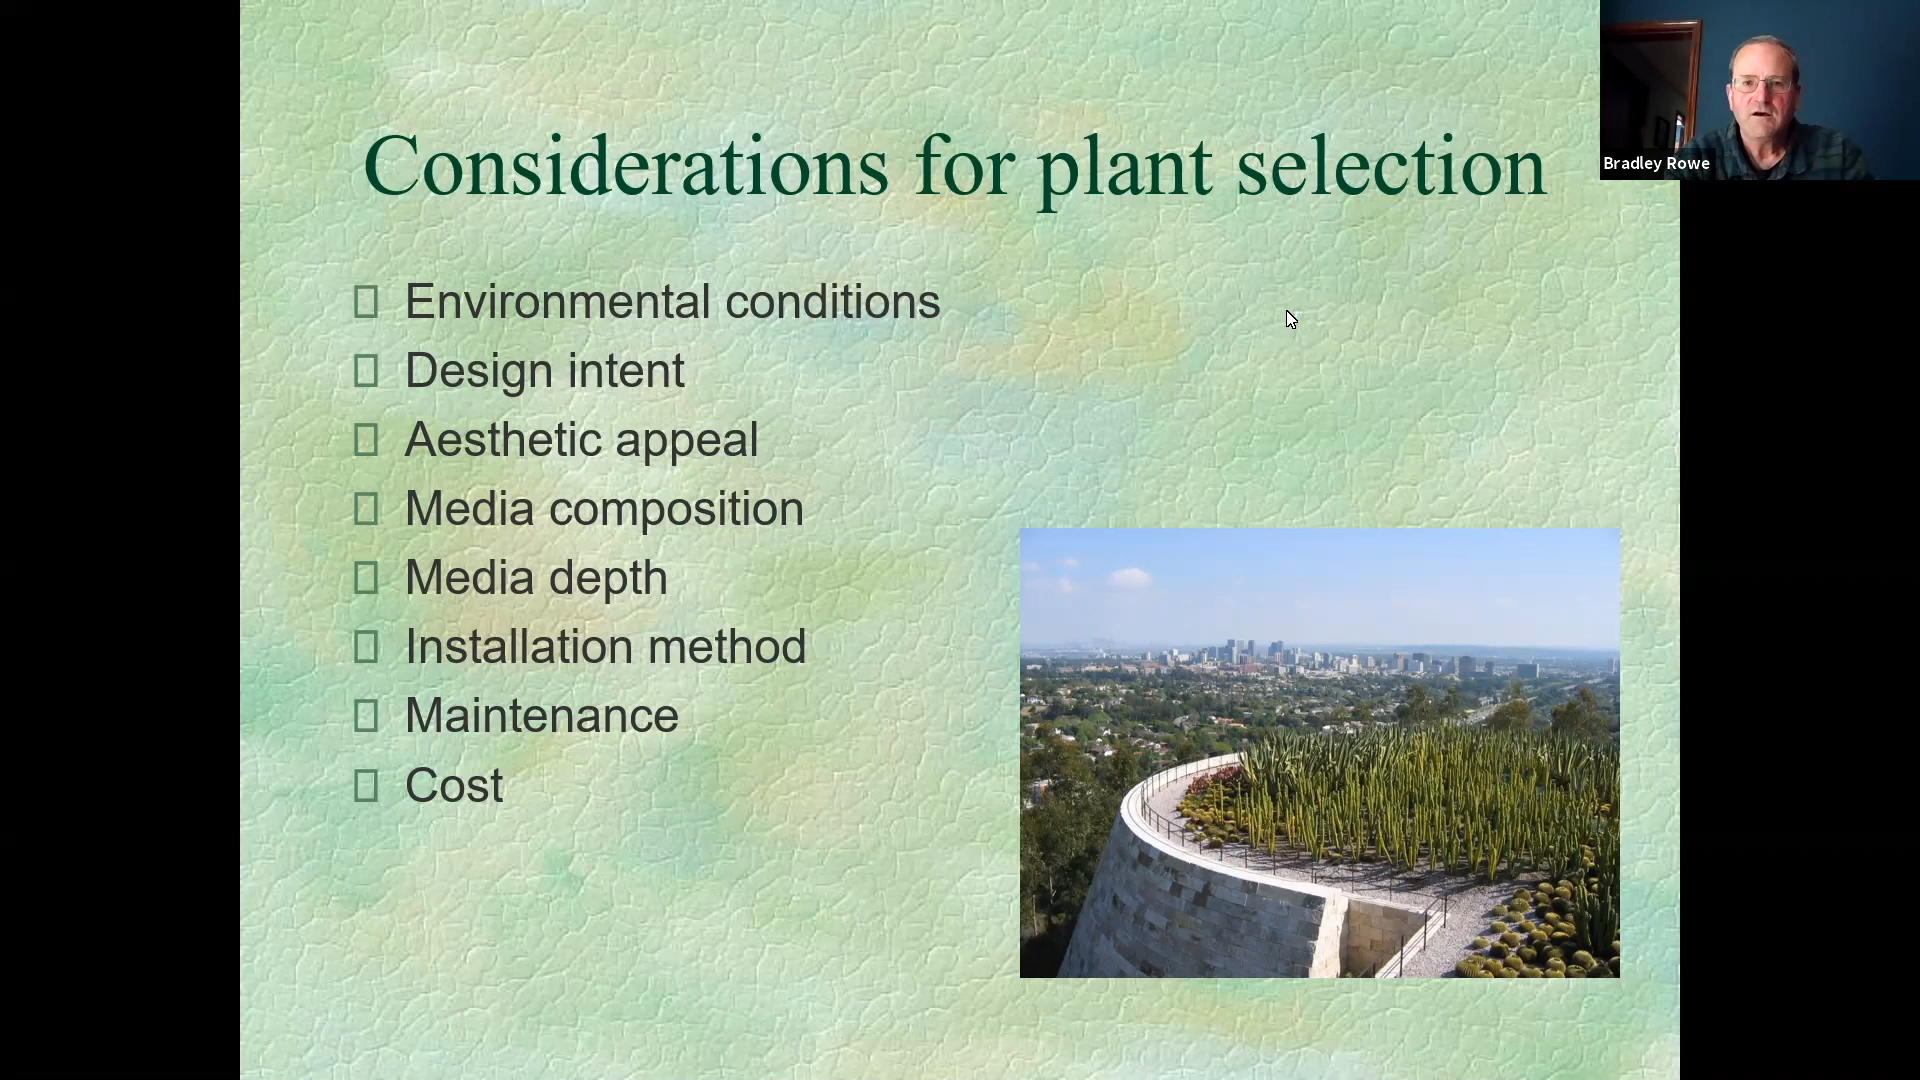 Considerations for plant selection
Environmental conditions
Design intent
Aesthetic appeal
Media composition
Media depth
Installation method
Maintenance
Cost
Bradley Rowe